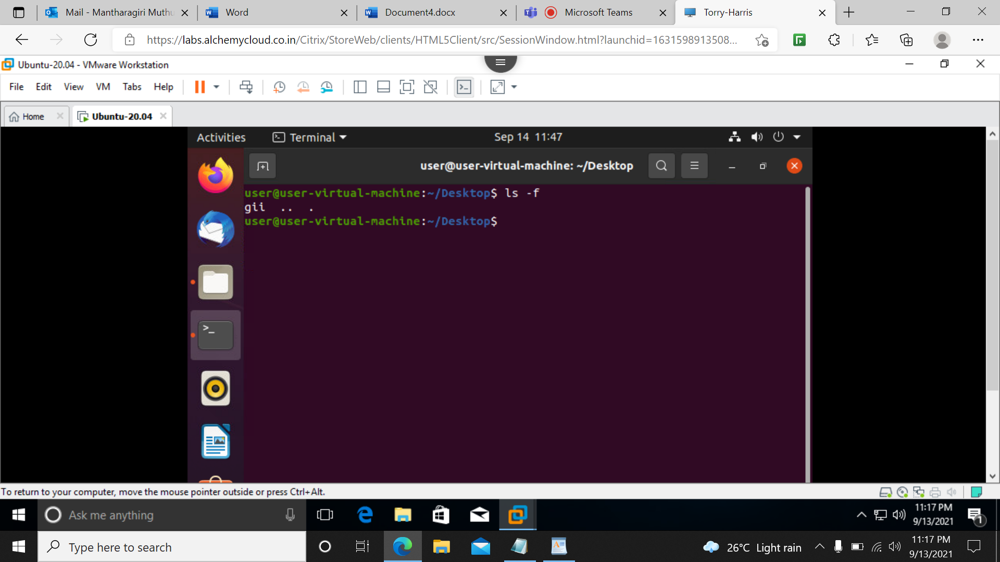 Mail - Mantharagiri Muthu
Word
Document4.docx
Microsoft Teams
Torry-Harris
https://labs.alchemycloud.co.in/Citrix/StoreWeb/clients/HTML5Client/src/SessionWindow.html?launchid=1631598913508...
Ubuntu-20.04 - VMware Workstation
File Edit View VM Tabs Help
Home
Ubuntu-20.04
Activities
Terminal
Sep 14 11:47
user@user-virtual-machine: ~/Desktop
user@user-virtual-machine:~/Desktop$ ls -f
gii .. .
user@user-virtual-machine:~/Desktop$
To return to your computer, move the mouse pointer outside or press Ctrl+Alt.
Ask me anything
11:17 PM
9/13/2021
1
Type here to search
26°C Light rain
11:17 PM
9/13/2021